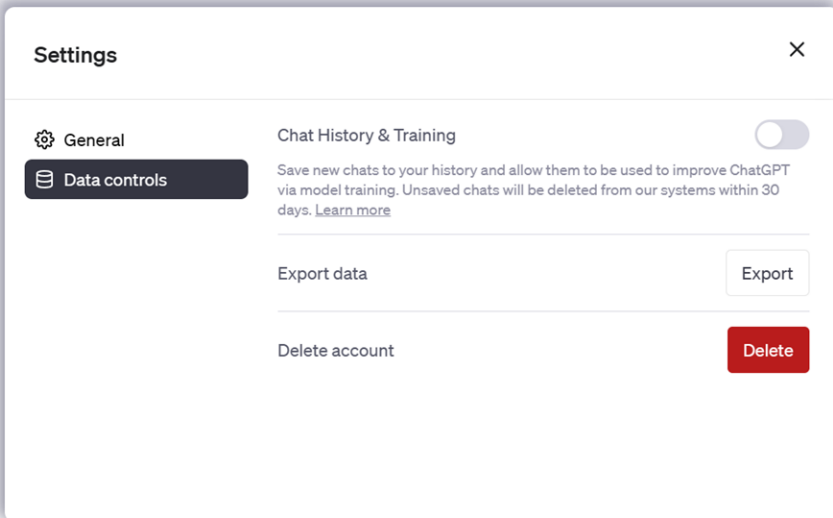 Settings
General
Data controls
Chat History & Training
Save new chats to your history and allow them to be used to improve ChatGPT
via model training. Unsaved chats will be deleted from our systems within 30
days. Learn more
Export data
Export
Delete account
Delete